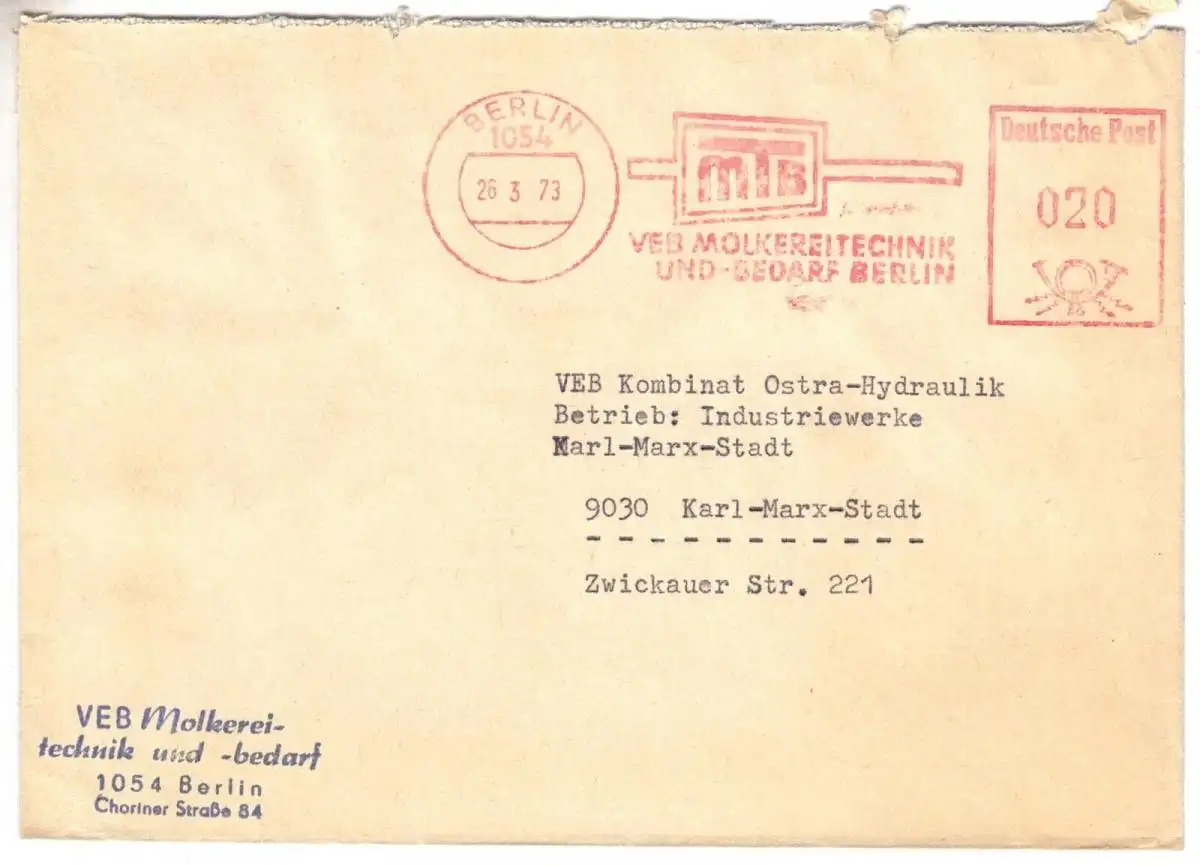 BERLIN
1054
26 3 73
MTB
VEB MOLKEREITECHNIK
UND-BEDARF BERLIN
Deutsche Post
020
VEB Kombinat Ostra-Hydraulik
Betrieb: Industriewerke
Karl-Marx-Stadt
9030 Karl-Marx-Stadt
- - - - - - - - - - -
Zwickauer Str. 221
VEB Molkerei-
technik und -bedarf
1054 Berlin
Choriner Straße 84